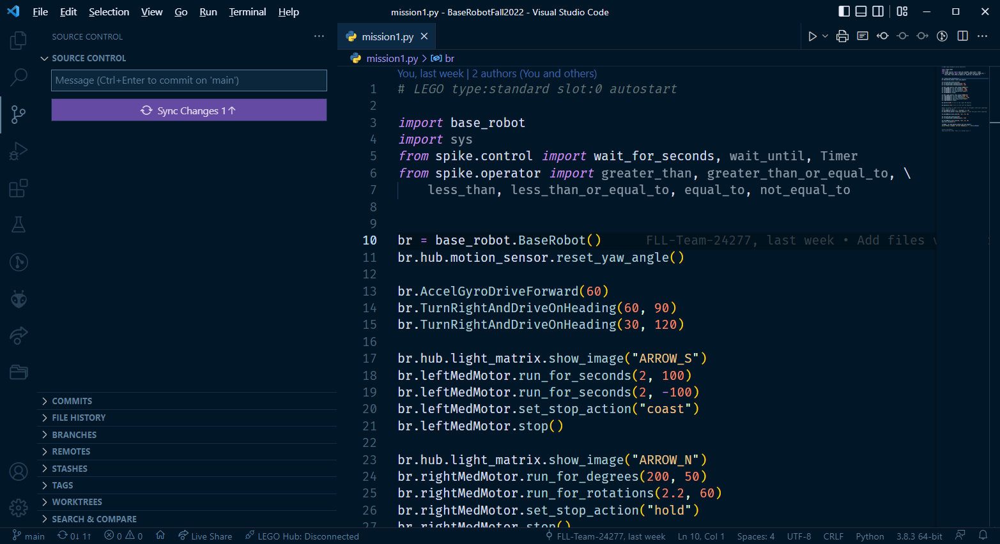 File Edit Selection View Go Run Terminal Help
mission1.py - BaseRobotFall2022 - Visual Studio Code
SOURCE CONTROL
SOURCE CONTROL
Message (Ctrl+Enter to commit on 'main')
Sync Changes 1↑
COMMITS
FILE HISTORY
BRANCHES
REMOTES
STASHES
TAGS
WORKTREES
SEARCH & COMPARE
mission1.py
mission1.py > br
You, last week | 2 authors (You and others)
1 # LEGO type:standard slot:0 autostart
2
3 import base_robot
4 import sys
5 from spike.control import wait_for_seconds, wait_until, Timer
6 from spike.operator import greater_than, greater_than_or_equal_to, \
7 less_than, less_than_or_equal_to, equal_to, not_equal_to
8
9
10 br = base_robot.BaseRobot() FLL-Team-24277, last week • Add files
11 br.hub.motion_sensor.reset_yaw_angle()
12
13 br.AccelGyroDriveForward(60)
14 br.TurnRightAndDriveOnHeading(60, 90)
15 br.TurnRightAndDriveOnHeading(30, 120)
16
17 br.hub.light_matrix.show_image("ARROW_S")
18 br.leftMedMotor.run_for_seconds(2, 100)
19 br.leftMedMotor.run_for_seconds(2, -100)
20 br.leftMedMotor.set_stop_action("coast")
21 br.leftMedMotor.stop()
22
23 br.hub.light_matrix.show_image("ARROW_N")
24 br.rightMedMotor.run_for_degrees(200, 50)
25 br.rightMedMotor.run_for_rotations(2.2, 60)
26 br.rightMedMotor.set_stop_action("hold")
27 br.rightMedMotor.stop()
main 0↓ 1↑ 0 0 Live Share LEGO Hub: Disconnected FLL-Team-24277, last week Ln 10, Col 1 Spaces: 4 UTF-8 CRLF Python 3.8.3 64-bit